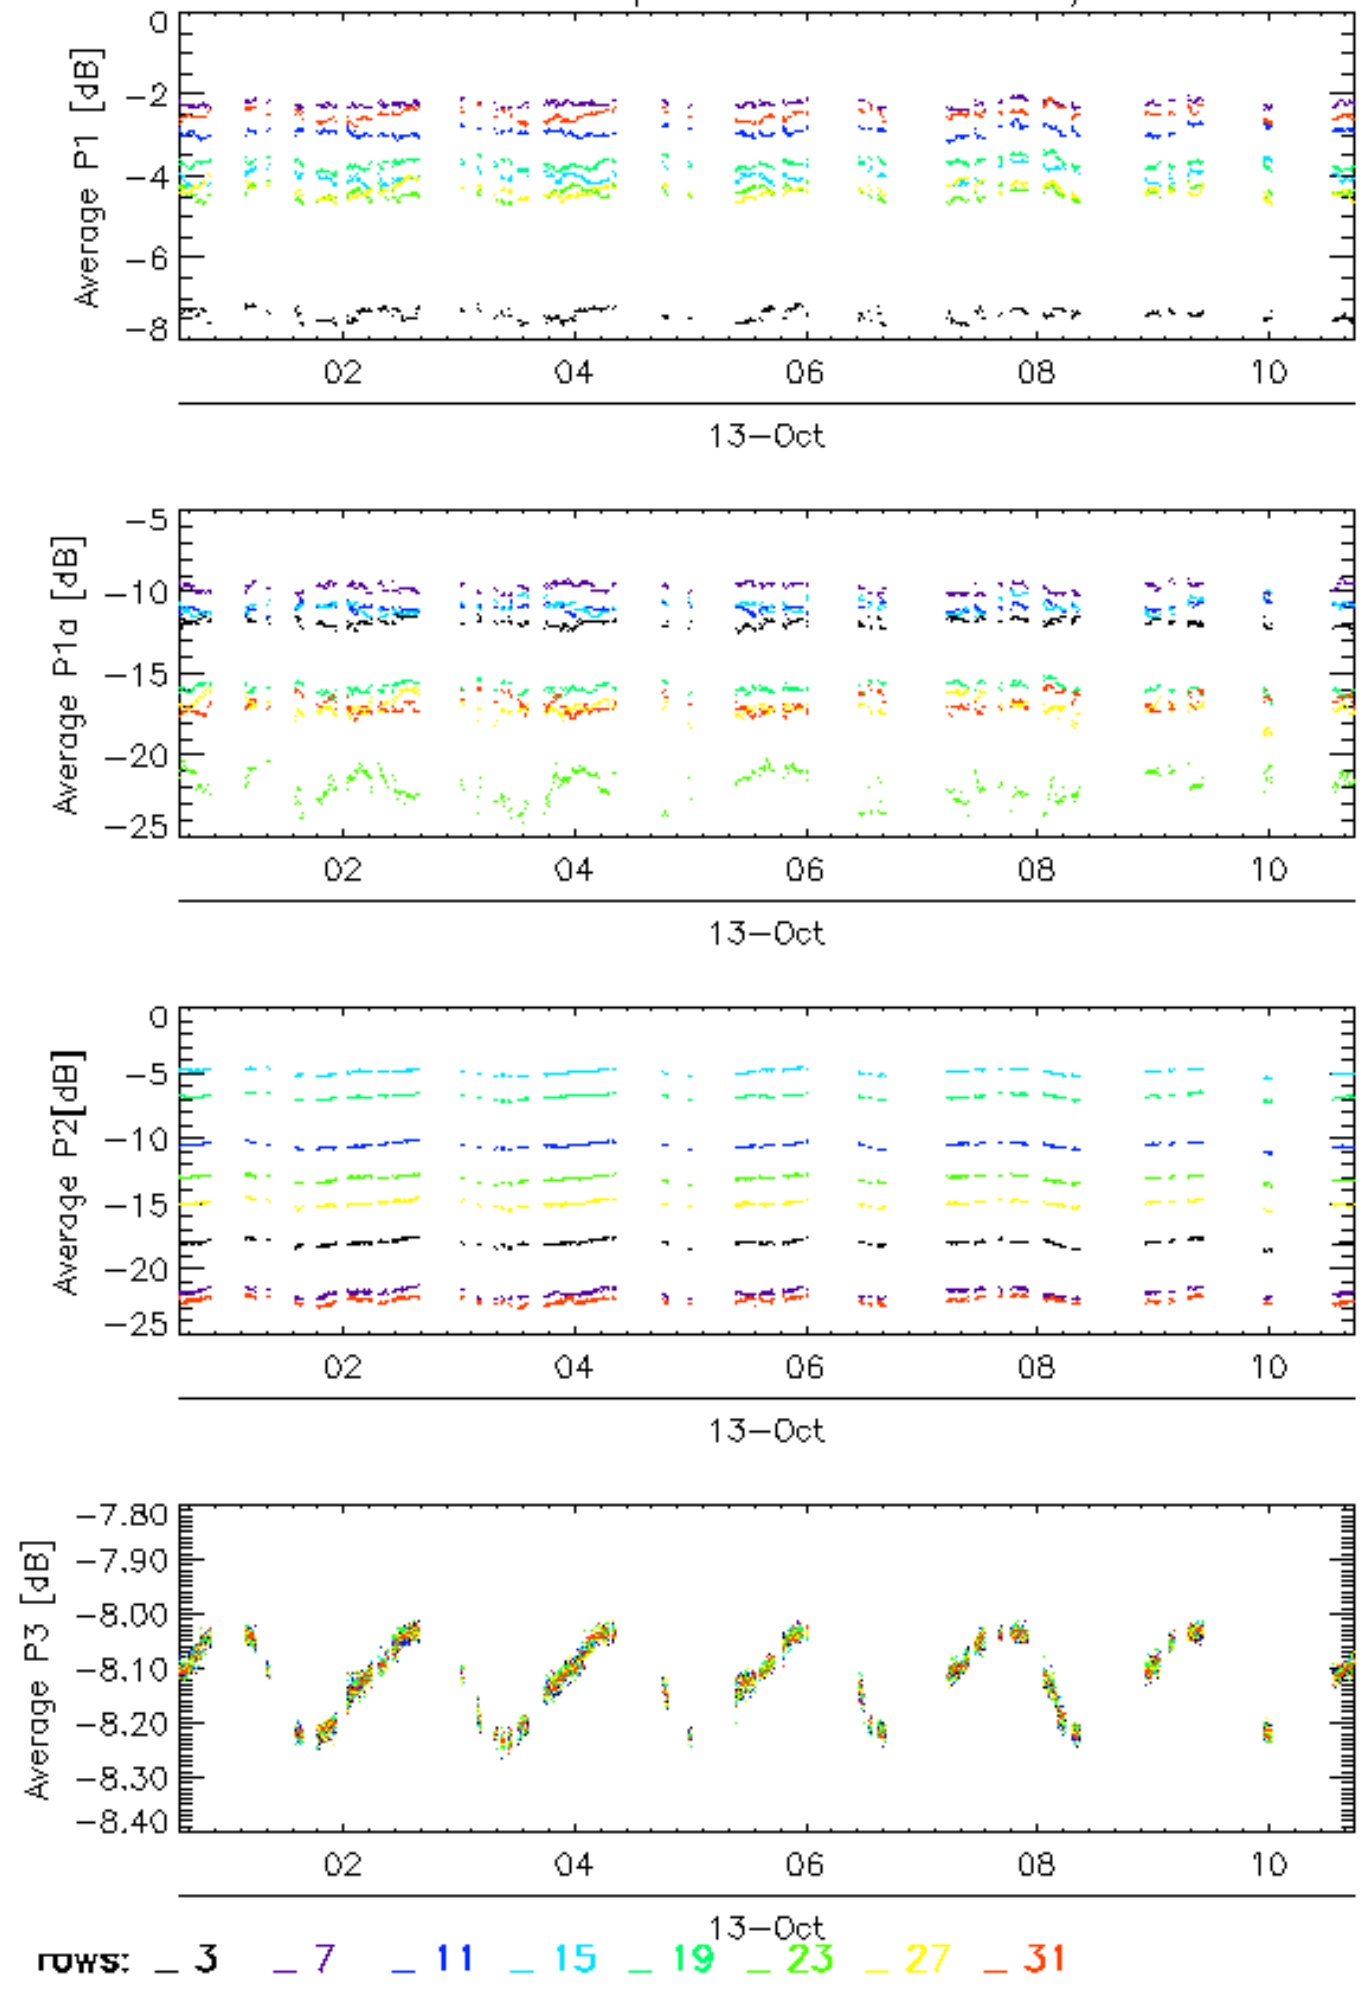 0
−2
−4
−6
−8
Average P1 [dB]
02 04 06 08 10
13−Oct
−5
−10
−15
−20
−25
Average P1a [dB]
02 04 06 08 10
13−Oct
0
−5
−10
−15
−20
−25
Average P2[dB]
02 04 06 08 10
13−Oct
−7.80
−7.90
−8.00
−8.10
−8.20
−8.30
−8.40
Average P3 [dB]
02 04 06 08 10
13−Oct
rows: _ 3 _ 7 _ 11 _ 15 _ 19 _ 23 _ 27 _ 31